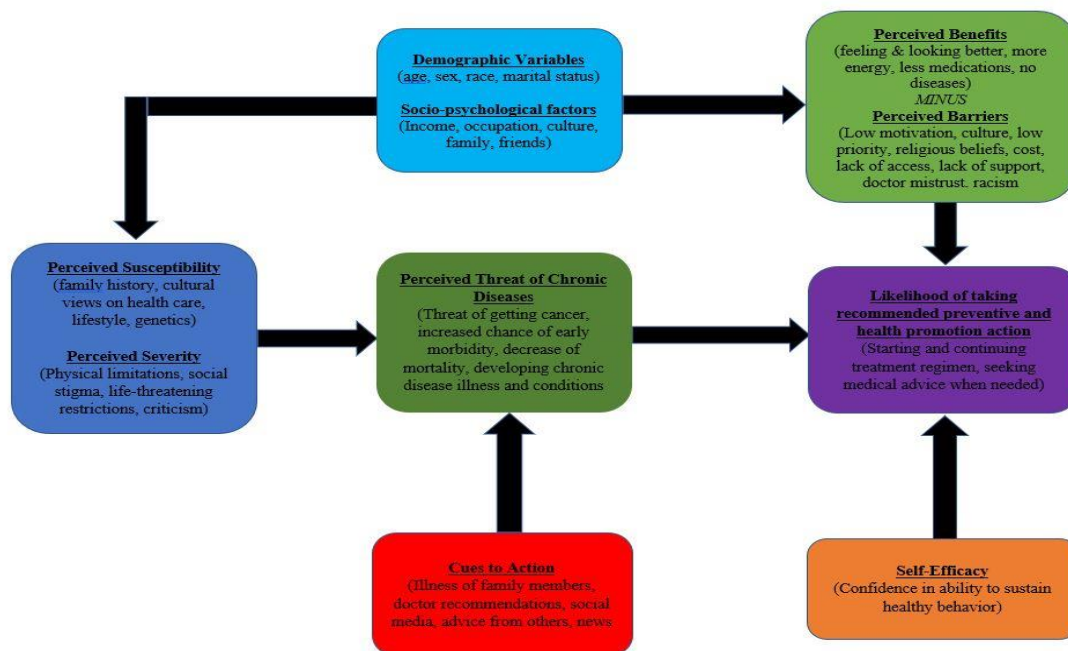 Demographic Variables
(age, sex, race, marital status)
Socio-psychological factors
(Income, occupation, culture,
family, friends)
Perceived Benefits
(feeling & looking better, more
energy, less medications, no
diseases)
MINUS
Perceived Barriers
(Low motivation, culture, low
priority, religious beliefs, cost,
lack of access, lack of support,
doctor mistrust. racism
Perceived Susceptibility
(family history, cultural
views on health care,
lifestyle, genetics)
Perceived Severity
(Physical limitations, social
stigma, life-threatening
restrictions, criticism)
Perceived Threat of Chronic
Diseases
(Threat of getting cancer,
increased chance of early
morbidity, decrease of
mortality, developing chronic
disease illness and conditions
Likelihood of taking
recommended preventive and
health promotion action
(Starting and continuing
treatment regimen, seeking
medical advice when needed)
Cues to Action
(Illness of family members,
doctor recommendations, social
media, advice from others, news
Self-Efficacy
(Confidence in ability to sustain
healthy behavior)